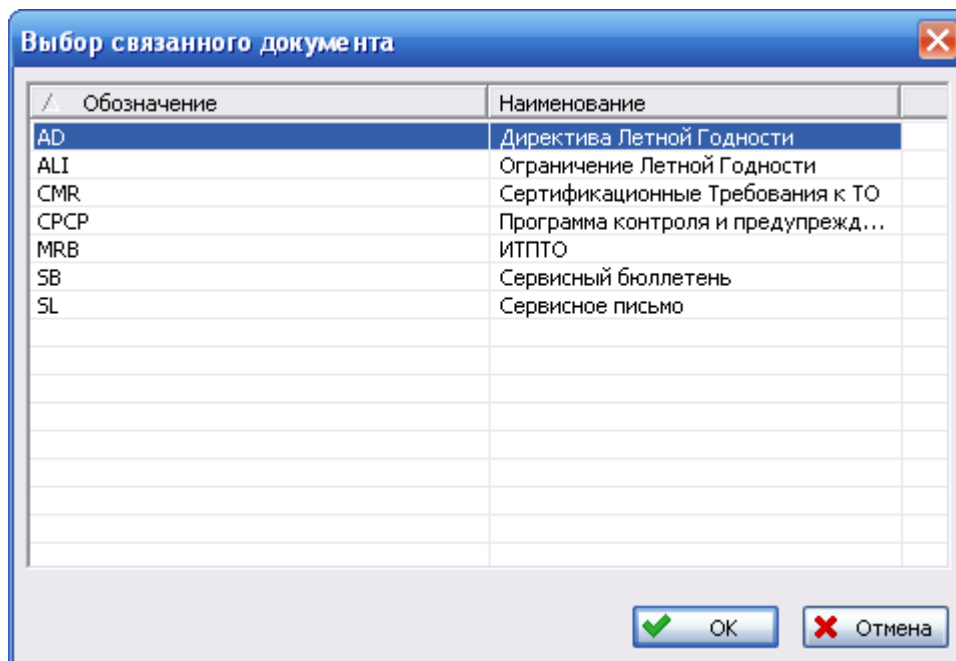 Выбор связанного документа
Обозначение Наименование
AD Директива Летной Годности
ALI Ограничение Летной Годности
CMR Сертификационные Требования к ТО
CPCP Программа контроля и предупрежд...
MRB ИТПТО
SB Сервисный бюллетень
SL Сервисное письмо
OK Отмена